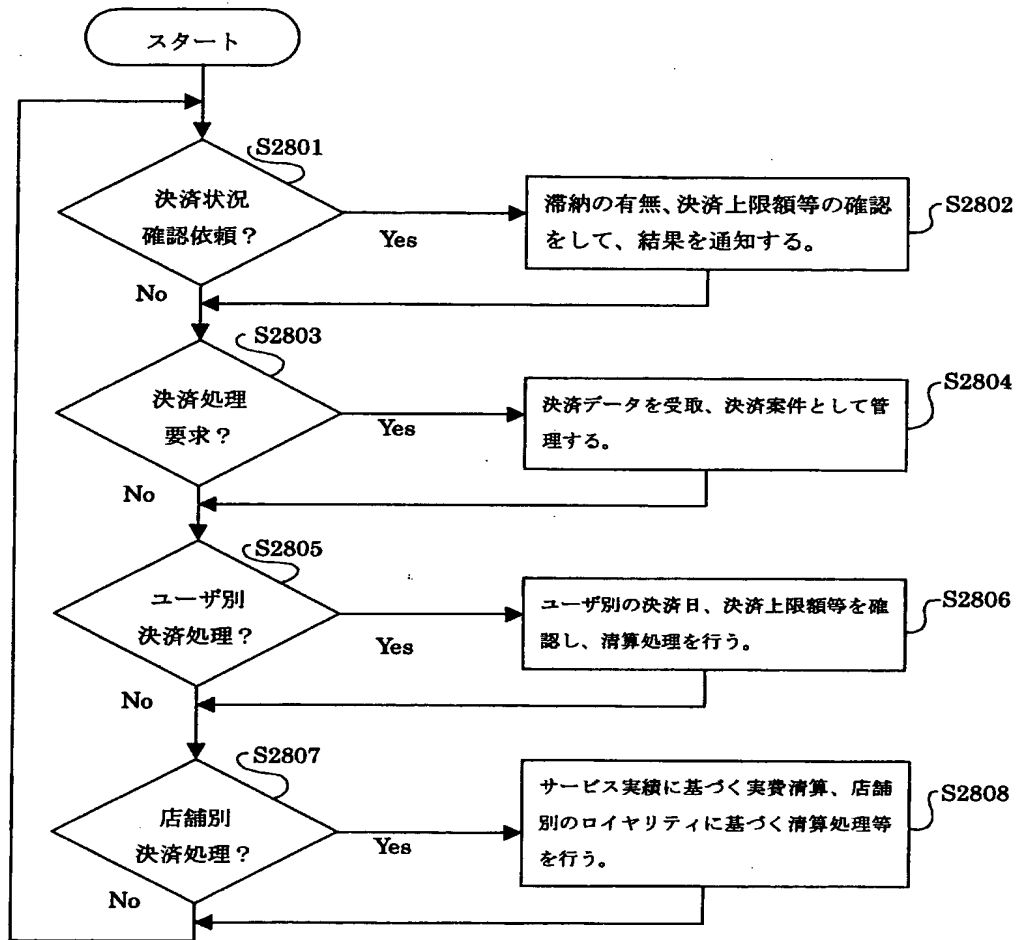 スタート
S2801
決済状況
確認依頼？
Yes
No
滞納の有無、決済上限額等の確認
をして、結果を通知する。
S2802
S2803
決済処理
要求？
Yes
No
決済データを受取、決済案件として管
理する。
S2804
S2805
ユーザ別
決済処理？
Yes
No
ユーザ別の決済日、決済上限額等を確
認し、清算処理を行う。
S2806
S2807
店舗別
決済処理？
Yes
No
サービス実績に基づく実費清算、店舗
別のロイヤリティに基づく清算処理等
を行う。
S2808